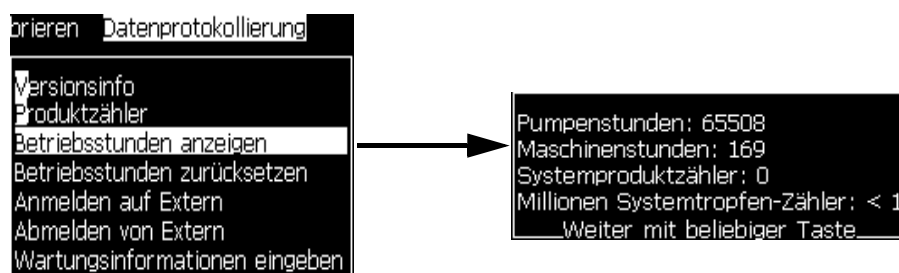 brieren Datenprotokollierung
Versionsinfo
Produktzähler
Betriebsstunden anzeigen
Betriebsstunden zurücksetzen
Anmelden auf Extern
Abmelden von Extern
Wartungsinformationen eingeben
Pumpenstunden: 65508
Maschinenstunden: 169
Systemproduktzähler: 0
Millionen Systemtropfen-Zähler: < 1
Weiter mit beliebiger Taste